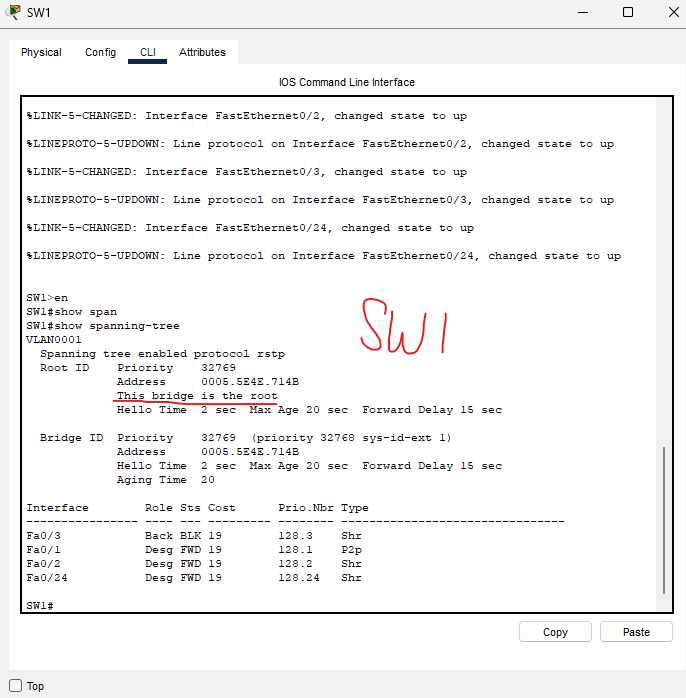 SW1
Physical Config CLI Attributes
IOS Command Line Interface
%LINK-5-CHANGED: Interface FastEthernet0/2, changed state to up
%LINEPROTO-5-UPDOWN: Line protocol on Interface FastEthernet0/2, changed state to up
%LINK-5-CHANGED: Interface FastEthernet0/3, changed state to up
%LINEPROTO-5-UPDOWN: Line protocol on Interface FastEthernet0/3, changed state to up
%LINK-5-CHANGED: Interface FastEthernet0/24, changed state to up
%LINEPROTO-5-UPDOWN: Line protocol on Interface FastEthernet0/24, changed state to up
SW1>en
SW1#show span
SW1#show spanning-tree
VLAN0001
Spanning tree enabled protocol rstp
Root ID Priority 32769
Address 0005.5E4E.714B
This bridge is the root
Hello Time 2 sec Max Age 20 sec Forward Delay 15 sec
SW1
Bridge ID Priority 32769 (priority 32768 sys-id-ext 1)
Address 0005.5E4E.714B
Hello Time 2 sec Max Age 20 sec Forward Delay 15 sec
Aging Time 20
Interface Role Sts Cost Prio.Nbr Type
---------------- ---- --- --------- -------- --------------------------------
Fa0/3 Back BLK 19 128.3 Shr
Fa0/1 Desg FWD 19 128.1 P2p
Fa0/2 Desg FWD 19 128.2 Shr
Fa0/24 Desg FWD 19 128.24 Shr
SW1#
Copy Paste
Top